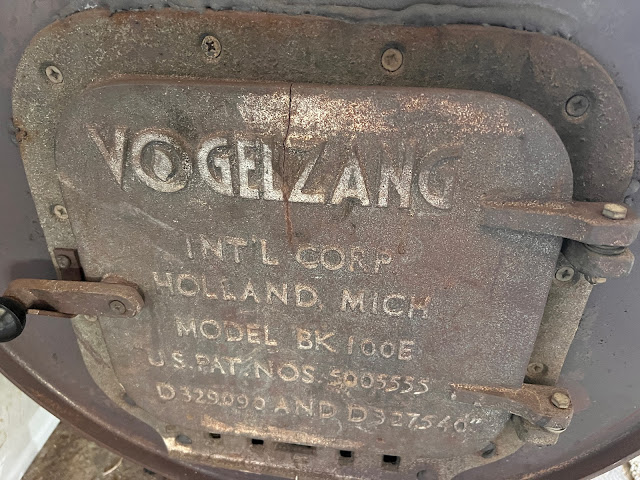 VOGELZANG
INT'L CORP.
HOLLAND, MICH
MODEL BK100E
U.S. PAT. NOS. 5005555
D329090 AND D327540